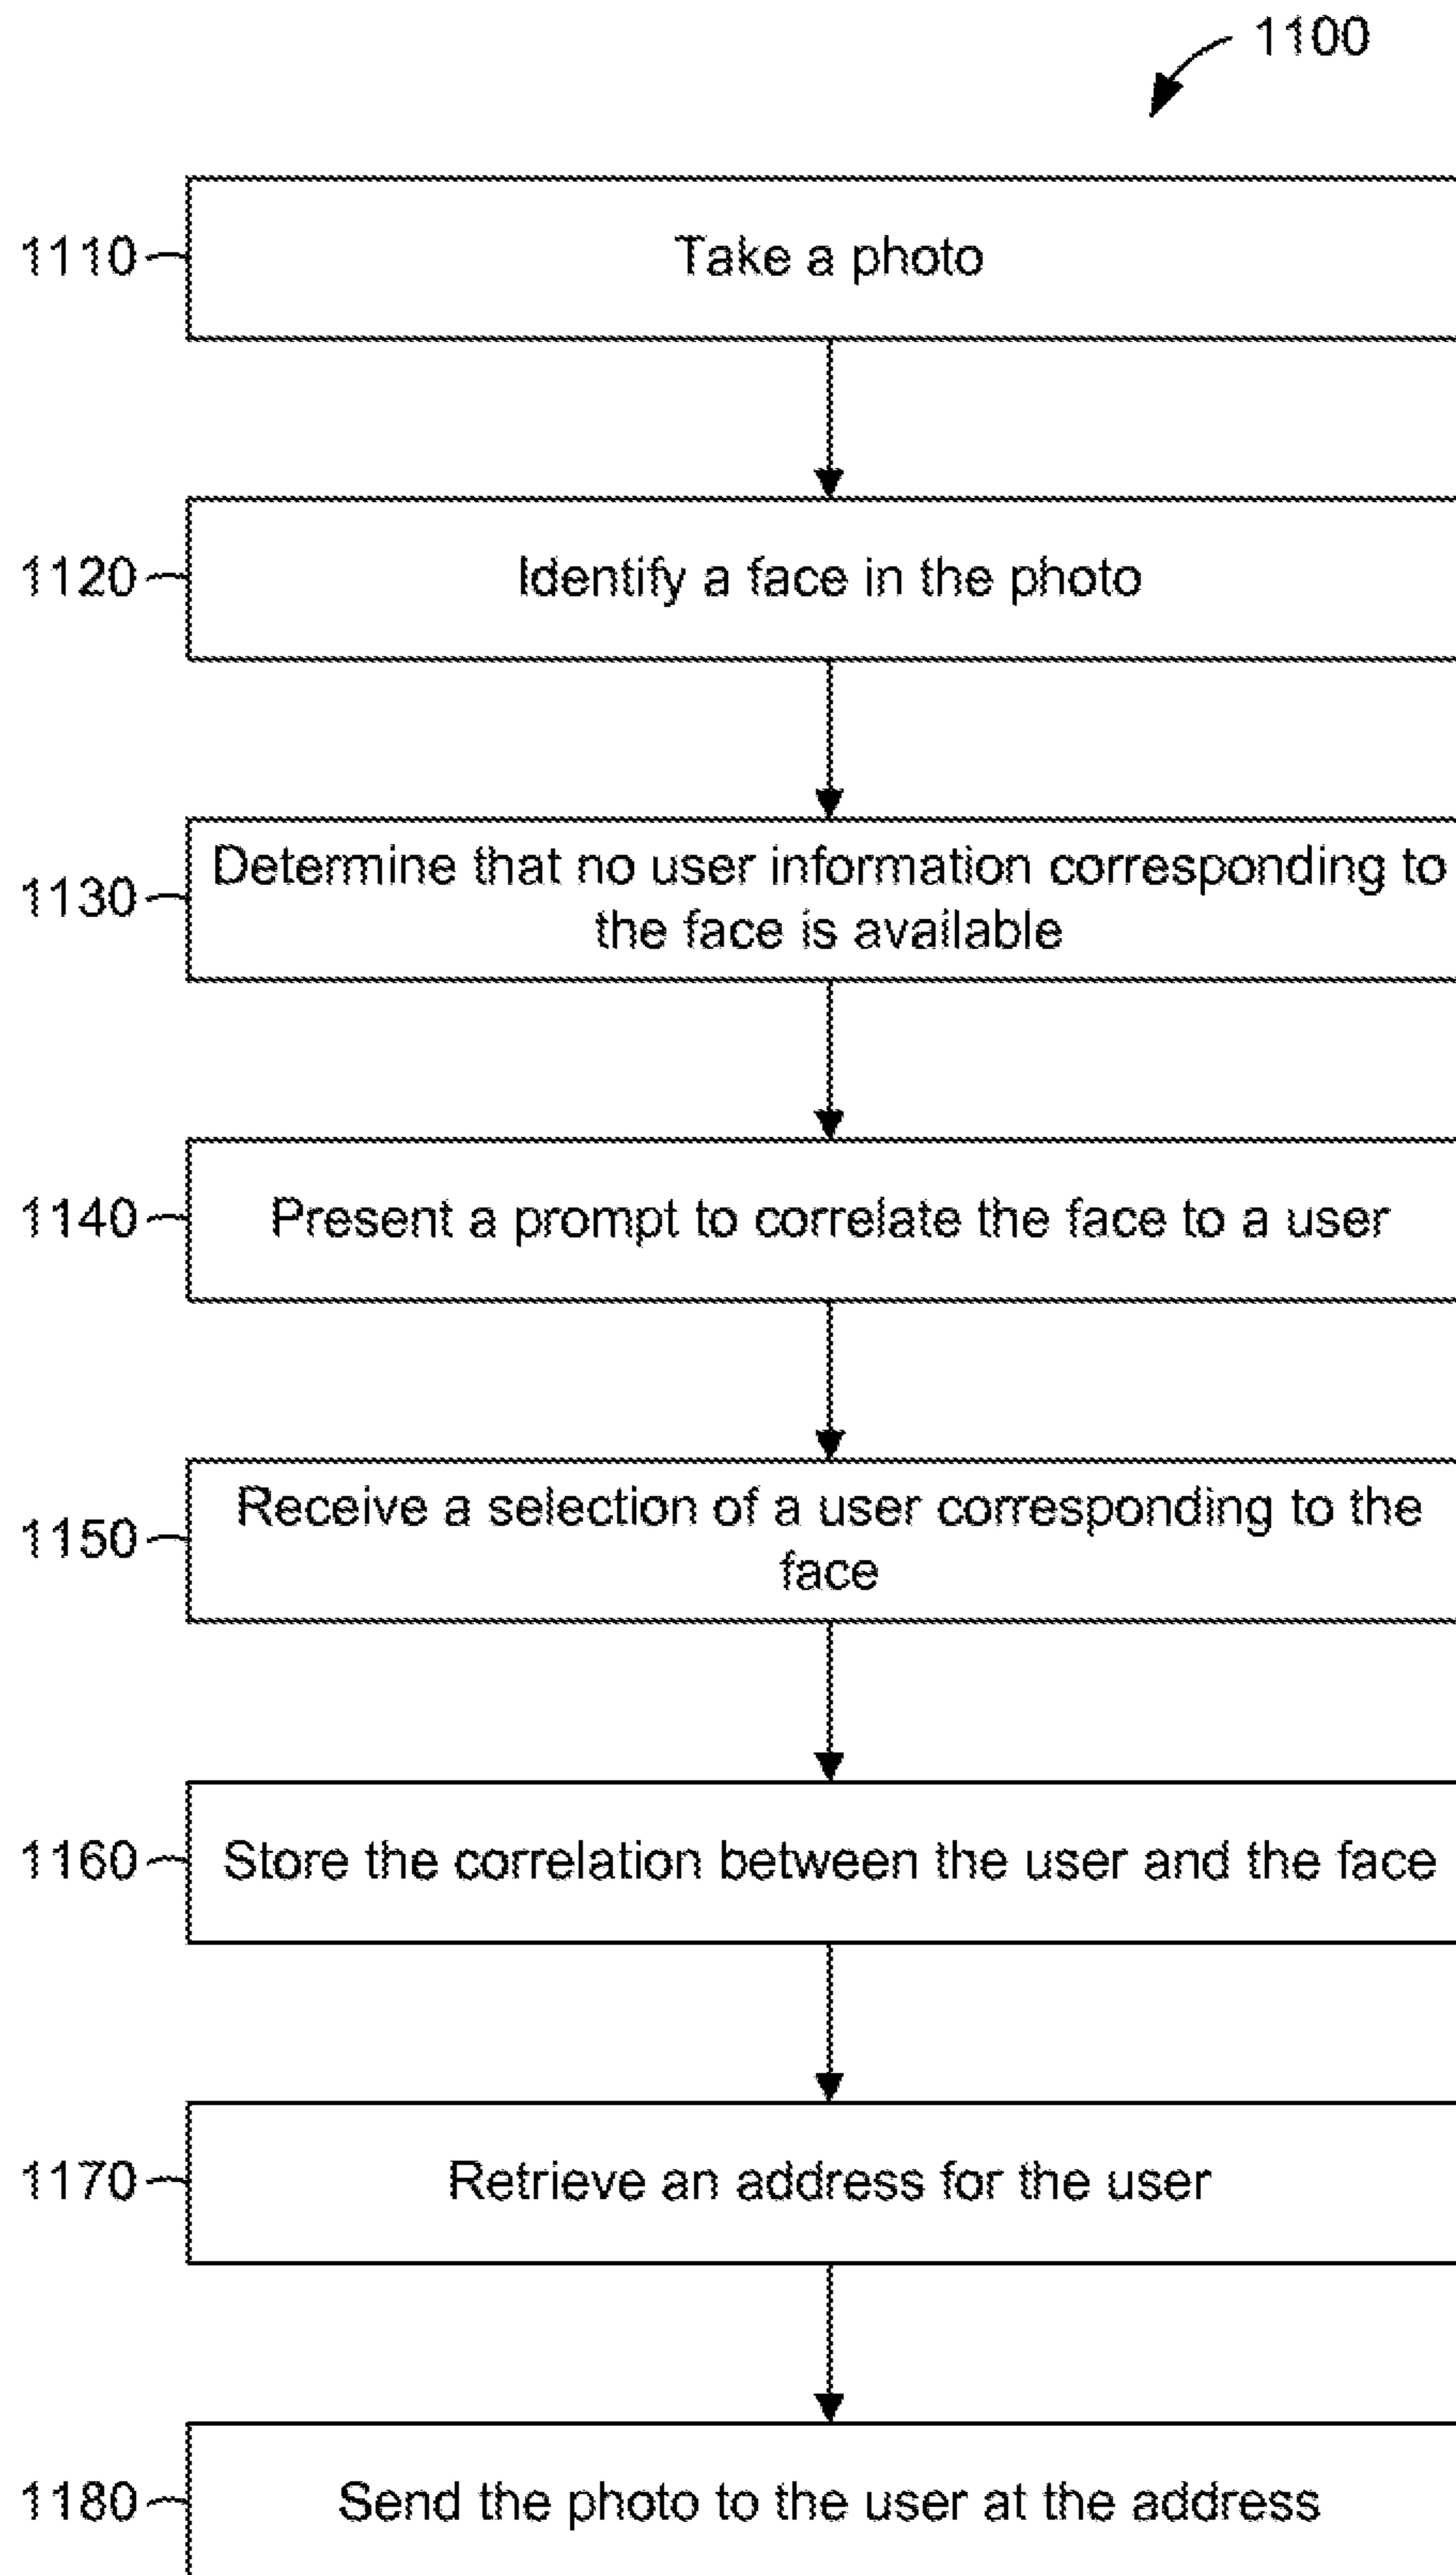 1100
1110
Take a photo
1120
Identify a face in the photo
1130
Determine that no user information corresponding to
the face is available
1140
Present a prompt to correlate the face to a user
1150
Receive a selection of a user corresponding to the
face
1160
Store the correlation between the user and the face
1170
Retrieve an address for the user
1180
Send the photo to the user at the address